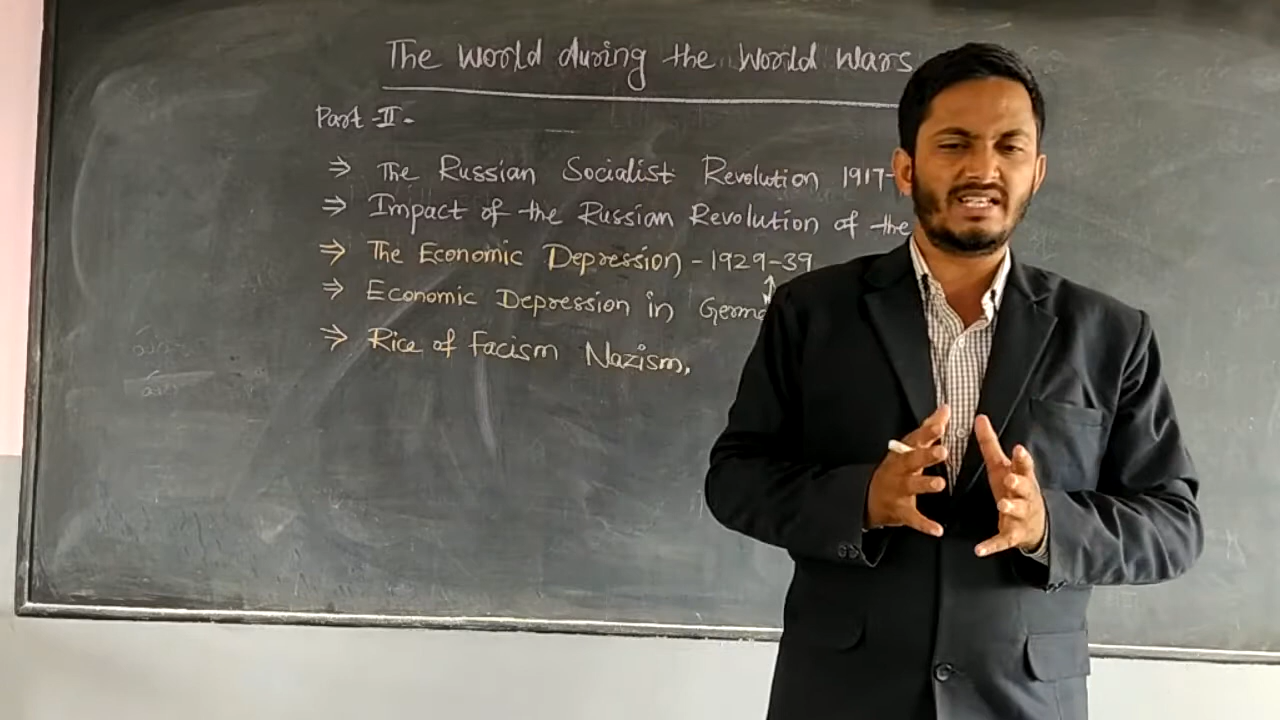 The World during the World Wars
Part -II-
⇒ The Russian Socialist Revolution 1917-
⇒ Impact of the Russian Revolution of the
⇒ The Economic Depression - 1929-39
⇒ Economic Depression in
⇒ Rice of Facism Nazism,